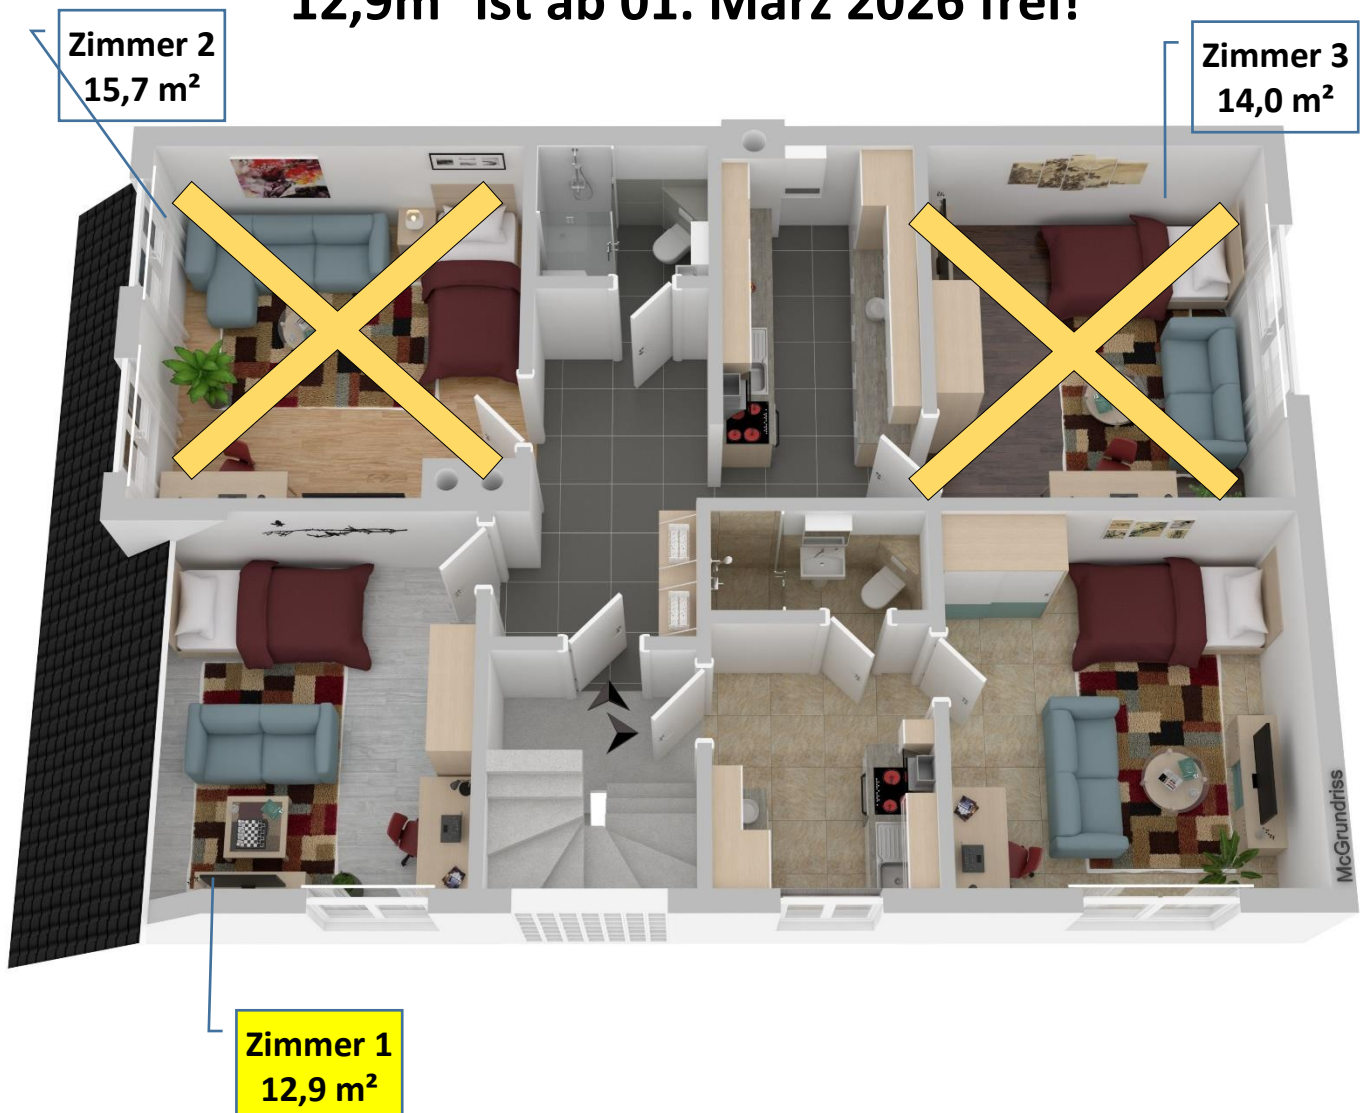 12,9m² ist ab 01. März 2026 frei!
Zimmer 2
15,7 m²
Zimmer 3
14,0 m²
McGrundriss
Zimmer 1
12,9 m²